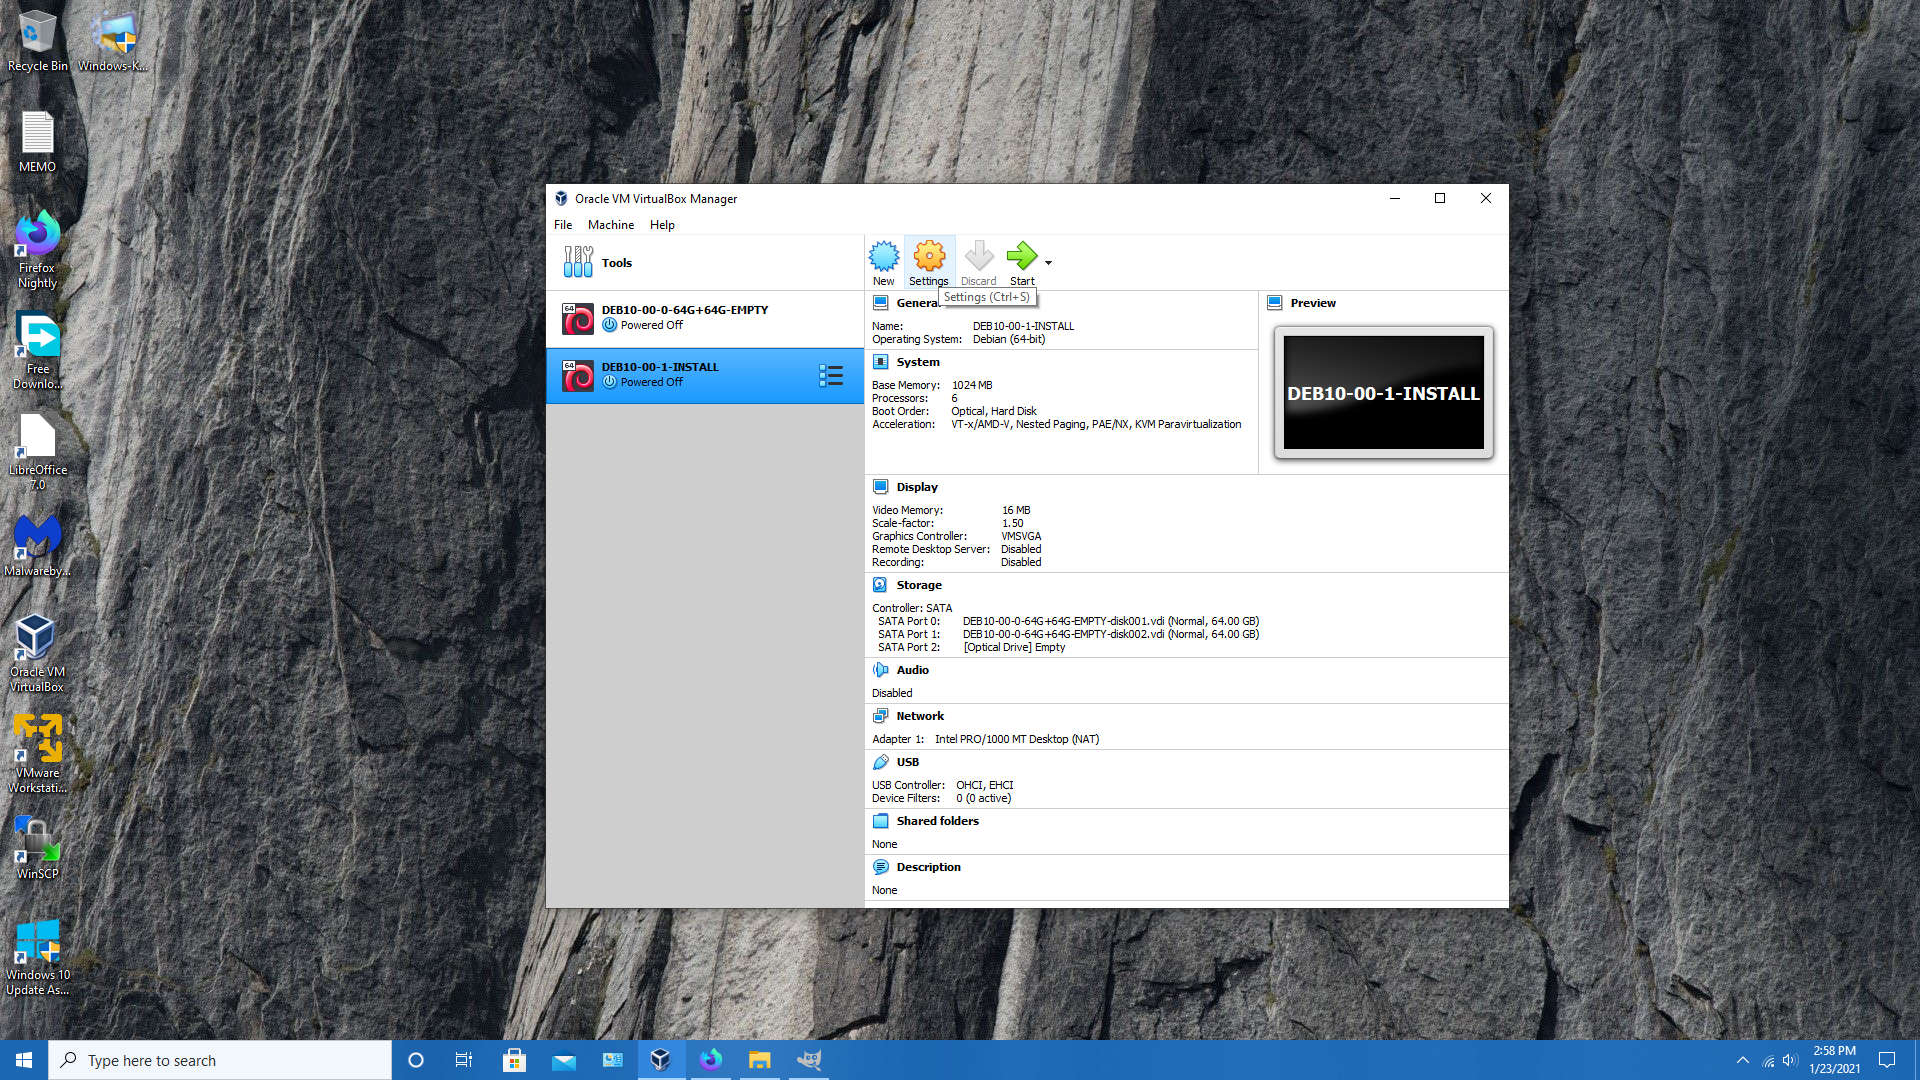 Recycle Bin
Windows-K...
MEMO
Firefox
Nightly
Free
Downlo...
LibreOffice
7.0
Malwareby...
Oracle VM
VirtualBox
VMware
Workstati...
WinSCP
Windows 10
Update As...
Oracle VM VirtualBox Manager
File Machine Help
Tools
New Settings Discard Start
Settings (Ctrl+S)
64
DEB10-00-0-64G+64G-EMPTY
Powered Off
64
DEB10-00-1-INSTALL
Powered Off
General
Name: DEB10-00-1-INSTALL
Operating System: Debian (64-bit)
System
Base Memory: 1024 MB
Processors: 6
Boot Order: Optical, Hard Disk
Acceleration: VT-x/AMD-V, Nested Paging, PAE/NX, KVM Paravirtualization
Preview
DEB10-00-1-INSTALL
Display
Video Memory: 16 MB
Scale-factor: 1.50
Graphics Controller: VMSVGA
Remote Desktop Server: Disabled
Recording: Disabled
Storage
Controller: SATA
SATA Port 0: DEB10-00-0-64G+64G-EMPTY-disk001.vdi (Normal, 64.00 GB)
SATA Port 1: DEB10-00-0-64G+64G-EMPTY-disk002.vdi (Normal, 64.00 GB)
SATA Port 2: [Optical Drive] Empty
Audio
Disabled
Network
Adapter 1: Intel PRO/1000 MT Desktop (NAT)
USB
USB Controller: OHCI, EHCI
Device Filters: 0 (0 active)
Shared folders
None
Description
None
Type here to search
2:58 PM
1/23/2021